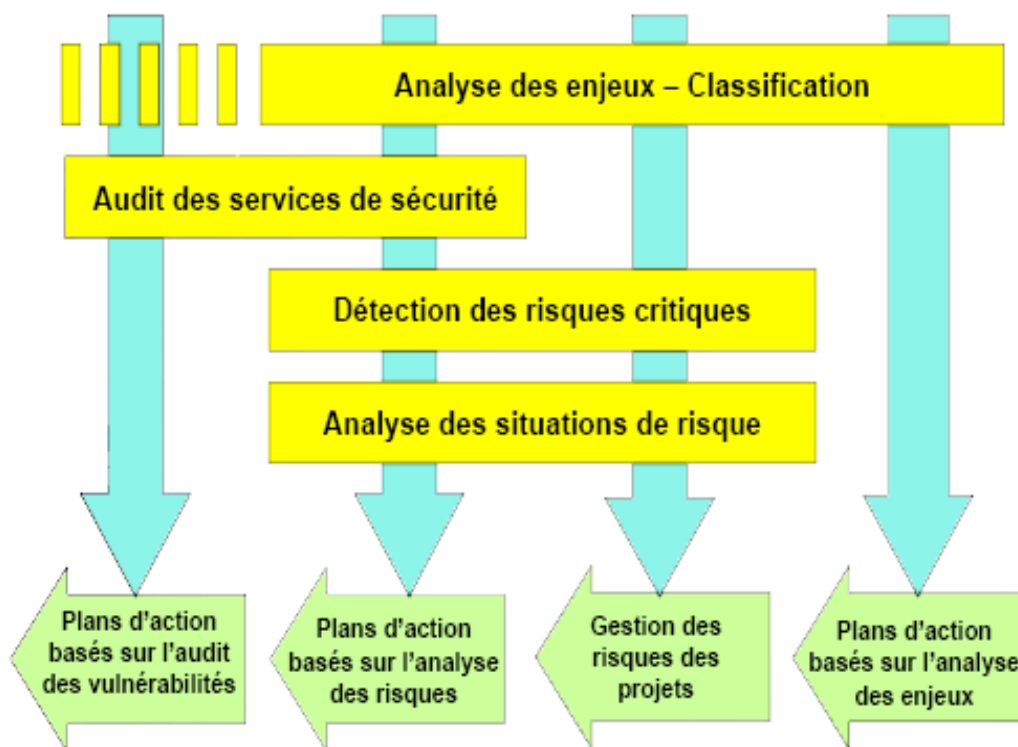 Analyse des enjeux – Classification
Audit des services de sécurité
Détection des risques critiques
Analyse des situations de risque
Plans d'action
basés sur l'audit
des vulnérabilités
Plans d'action
basés sur l'analyse
des risques
Gestion des
risques des
projets
Plans d'action
basés sur l'analyse
des enjeux